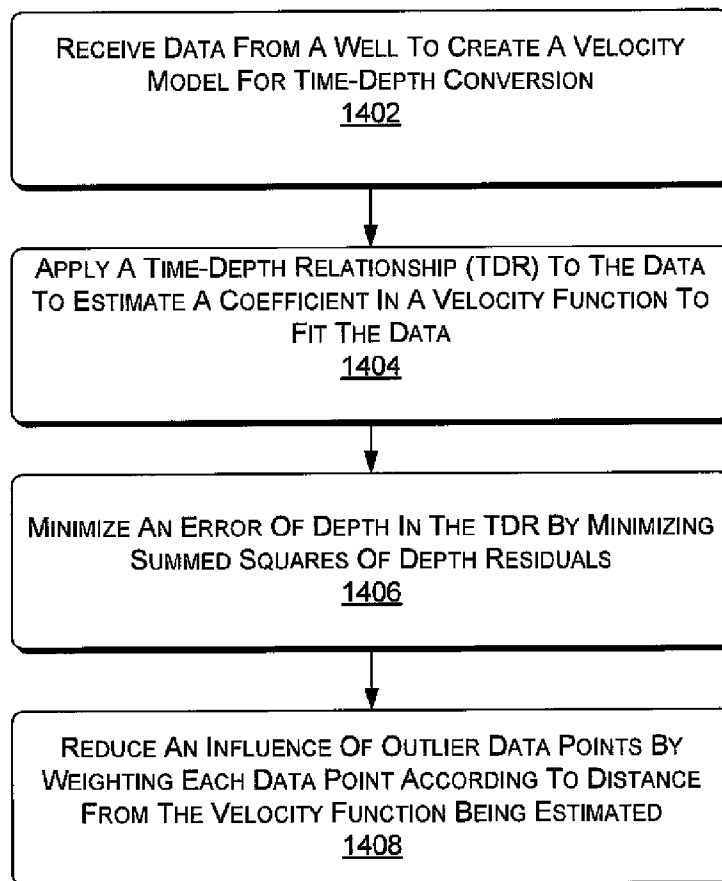 RECEIVE DATA FROM A WELL TO CREATE A VELOCITY
MODEL FOR TIME-DEPTH CONVERSION
1402
APPLY A TIME-DEPTH RELATIONSHIP (TDR) TO THE DATA
TO ESTIMATE A COEFFICIENT IN A VELOCITY FUNCTION TO
FIT THE DATA
1404
MINIMIZE AN ERROR OF DEPTH IN THE TDR BY MINIMIZING
SUMMED SQUARES OF DEPTH RESIDUALS
1406
REDUCE AN INFLUENCE OF OUTLIER DATA POINTS BY
WEIGHTING EACH DATA POINT ACCORDING TO DISTANCE
FROM THE VELOCITY FUNCTION BEING ESTIMATED
1408